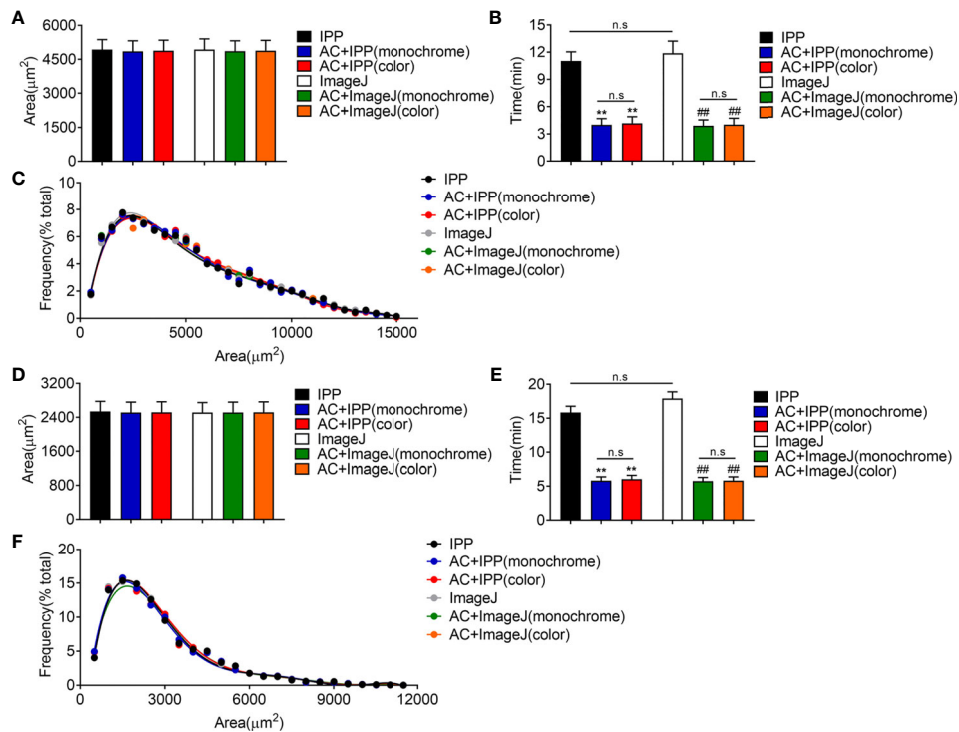 A
Area(μm2)
6000
4500
3000
1500
0
IPP
AC+IPP(monochrome)
AC+IPP(color)
ImageJ
AC+ImageJ(monochrome)
AC+ImageJ(color)
B
Time(min)
15
12
9
6
3
0
n.s
n.s
n.s
** **
## ##
IPP
AC+IPP(monochrome)
AC+IPP(color)
ImageJ
AC+ImageJ(monochrome)
AC+ImageJ(color)
C
Frequency(% total)
10
8
6
4
2
0
0 5000 10000 15000
Area(μm2)
IPP
AC+IPP(monochrome)
AC+IPP(color)
ImageJ
AC+ImageJ(monochrome)
AC+ImageJ(color)
D
Area(μm2)
3200
2400
1600
800
0
IPP
AC+IPP(monochrome)
AC+IPP(color)
ImageJ
AC+ImageJ(monochrome)
AC+ImageJ(color)
E
Time(min)
20
15
10
5
0
n.s
n.s
n.s
** **
## ##
IPP
AC+IPP(monochrome)
AC+IPP(color)
ImageJ
AC+ImageJ(monochrome)
AC+ImageJ(color)
F
Frequency(% total)
20
15
10
5
0
0 3000 6000 9000 12000
Area(μm2)
IPP
AC+IPP(monochrome)
AC+IPP(color)
ImageJ
AC+ImageJ(monochrome)
AC+ImageJ(color)